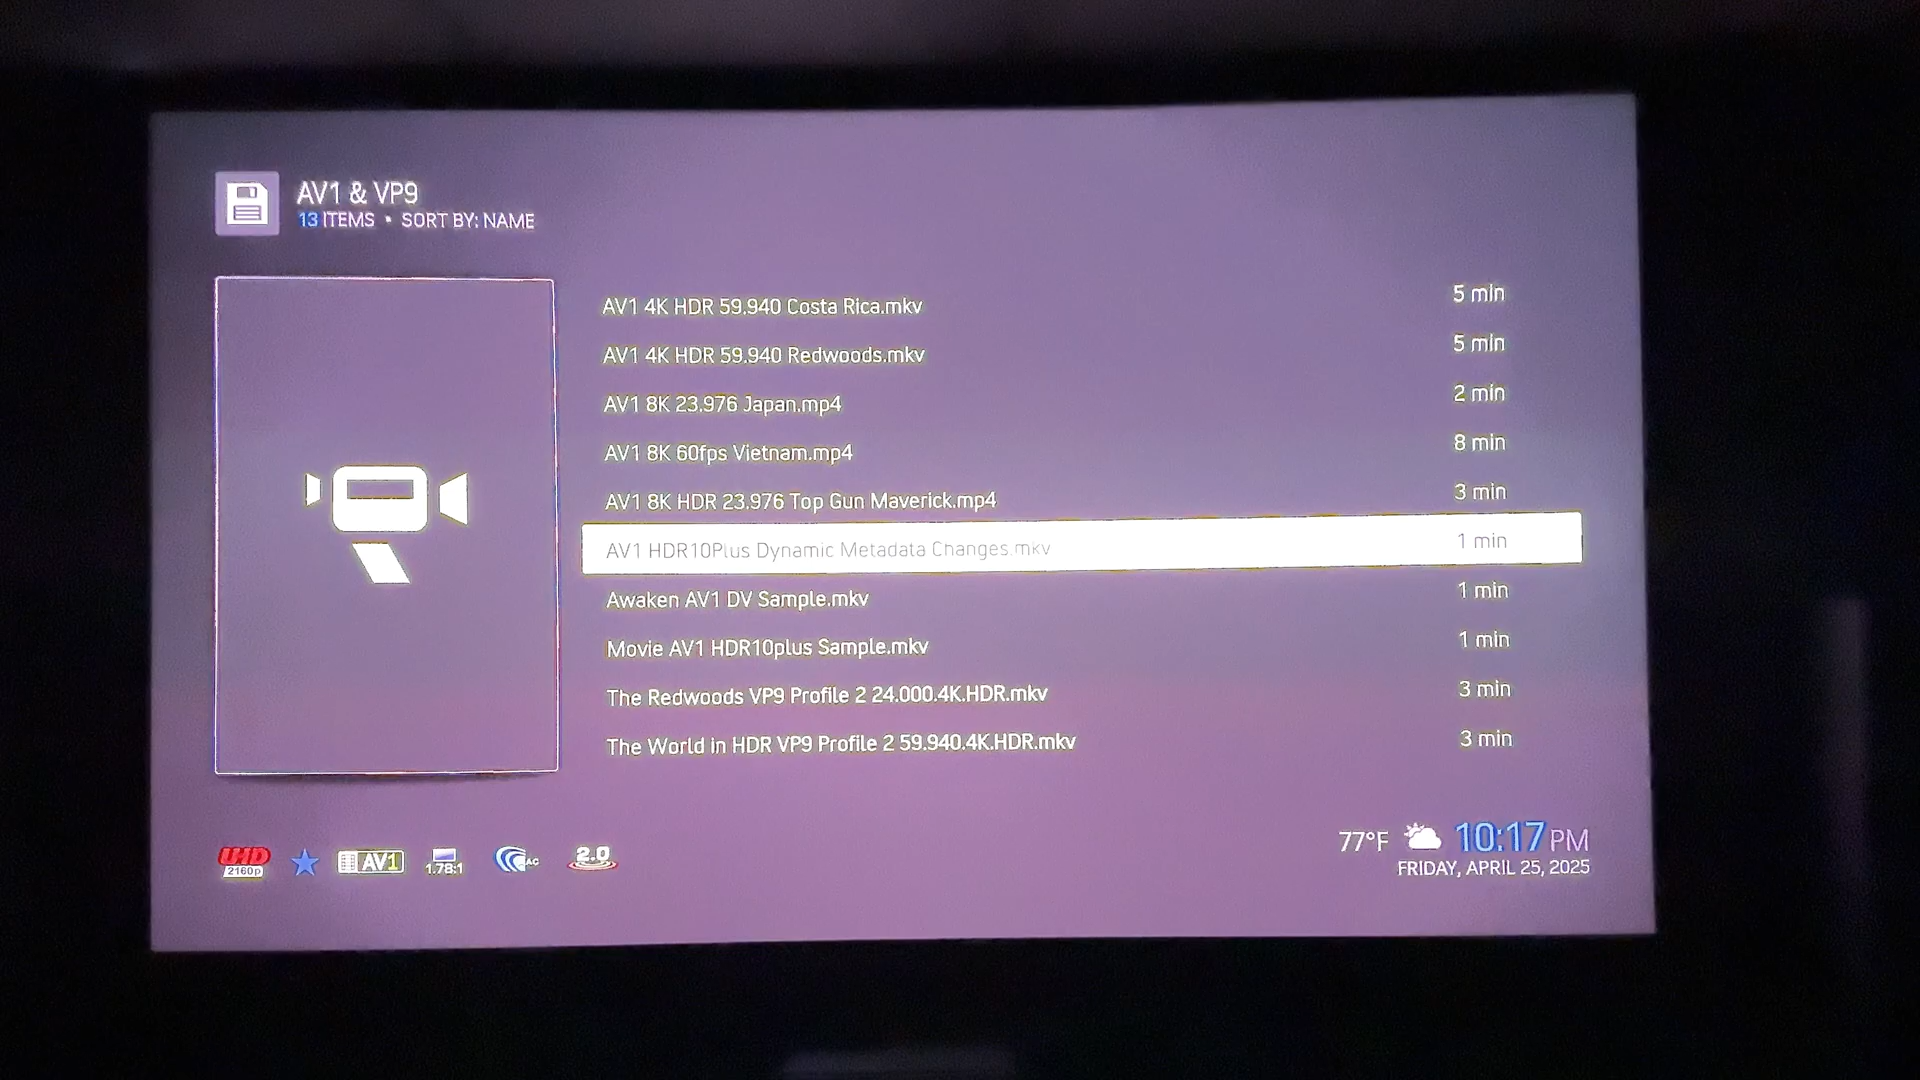 AV1 & VP9
13 ITEMS • SORT BY: NAME
AV1 4K HDR 59.940 Costa Rica.mkv 5 min
AV1 4K HDR 59.940 Redwoods.mkv 5 min
AV1 8K 23.976 Japan.mp4 2 min
AV1 8K 60fps Vietnam.mp4 8 min
AV1 8K HDR 23.976 Top Gun Maverick.mp4 3 min
AV1 HDR10Plus Dynamic Metadata Changes.mkv 1 min
Awaken AV1 DV Sample.mkv 1 min
Movie AV1 HDR10plus Sample.mkv 1 min
The Redwoods VP9 Profile 2 24.000.4K.HDR.mkv 3 min
The World in HDR VP9 Profile 2 59.940.4K.HDR.mkv 3 min
77°F 10:17 PM
FRIDAY, APRIL 25, 2025
UHD 2160p AV1 1.78:1 AC 2.0